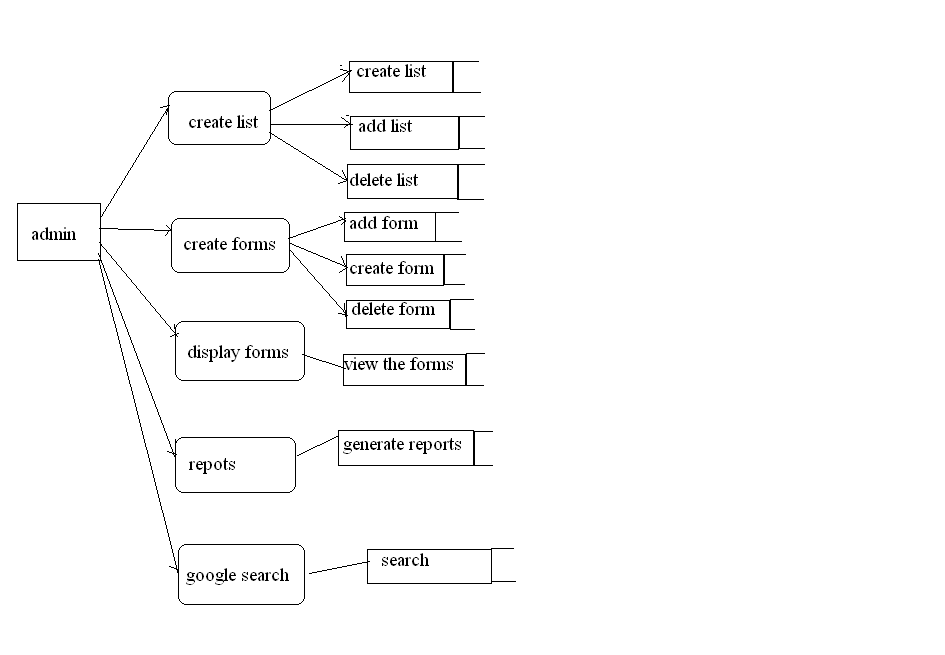 create list
create list
add list
delete list
admin
create forms
add form
create form
delete form
display forms
view the forms
repots
generate reports
google search
search